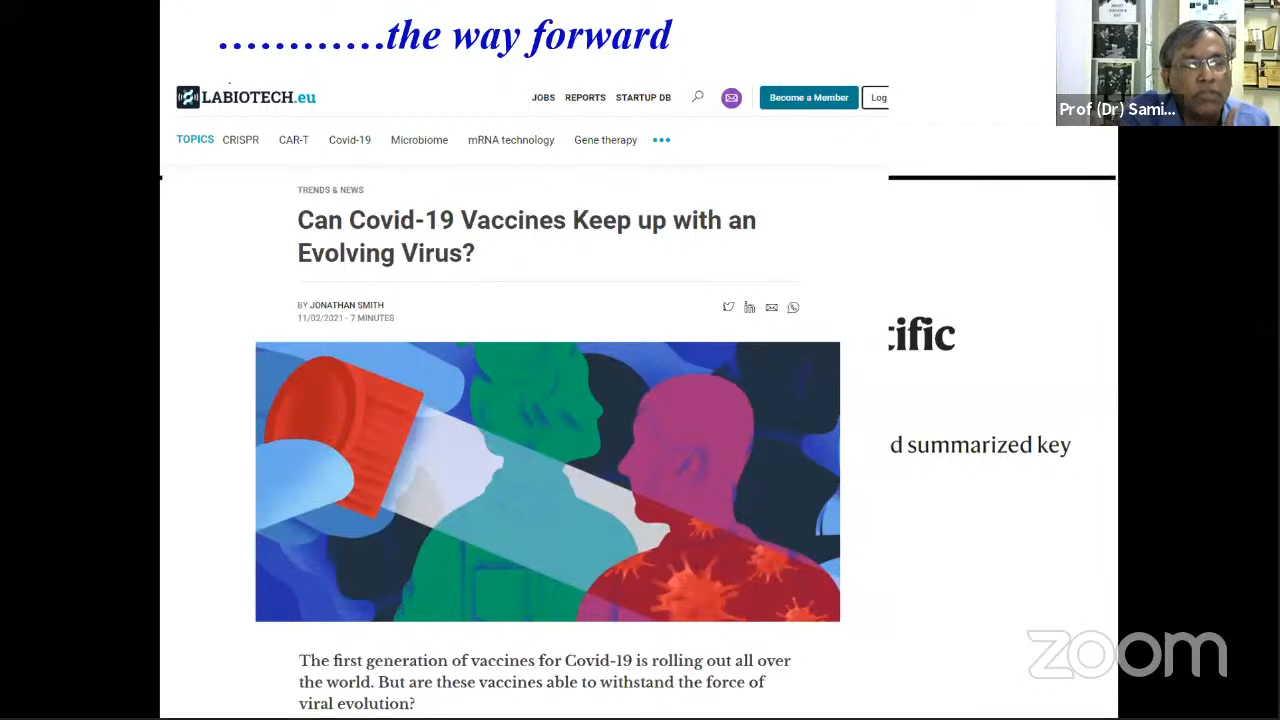 ............the way forward
LABIOTECH.eu
JOBS REPORTS STARTUP DB
Become a Member
Log
TOPICS CRISPR CAR-T Covid-19 Microbiome mRNA technology Gene therapy •••
TRENDS & NEWS
Can Covid-19 Vaccines Keep up with an
Evolving Virus?
BY JONATHAN SMITH
11/02/2021 - 7 MINUTES
The first generation of vaccines for Covid-19 is rolling out all over
the world. But are these vaccines able to withstand the force of
viral evolution?
tific
d summarized key
Prof (Dr) Sami...
zoom